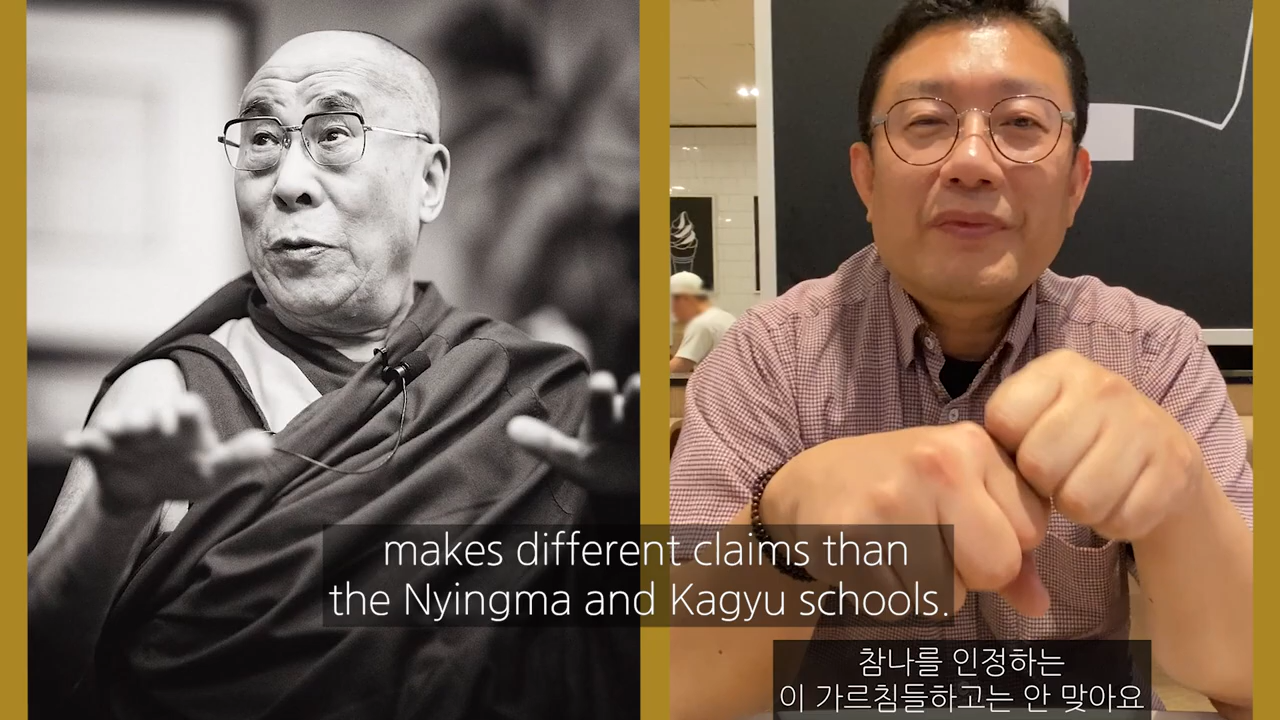 makes different claims than
the Nyingma and Kagyu schools.
참나를 인정하는
이 가르침들하고는 안 맞아요